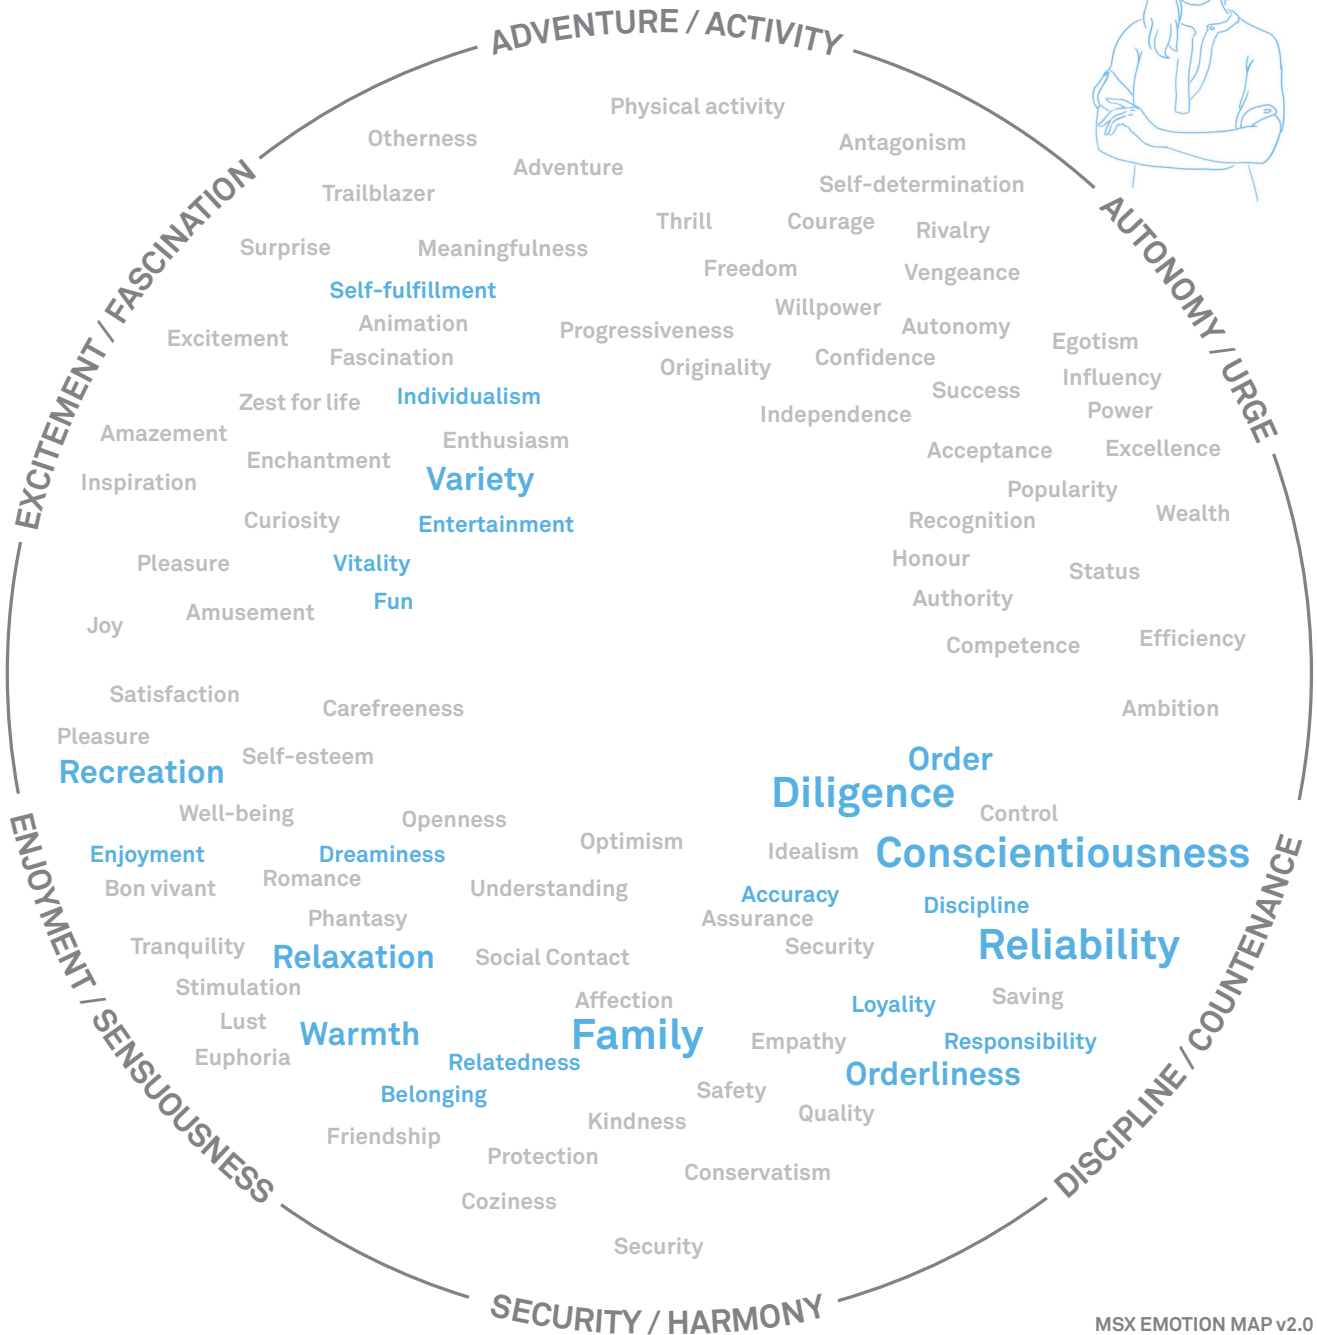 ADVENTURE / ACTIVITY
Physical activity
Otherness
Antagonism
Adventure
Self-determination
Trailblazer
Thrill
Courage
Rivalry
Surprise
Meaningfulness
Freedom
Vengeance
Self-fulfillment
Willpower
Animation
Progressiveness
Autonomy
Excitement
Egotism
Fascination
Originality
Confidence
Influency
Zest for life
Individualism
Success
Independence
Power
Amazement
Enthusiasm
Acceptance
Excellence
Enchantment
Variety
Inspiration
Popularity
Curiosity
Entertainment
Recognition
Wealth
Pleasure
Vitality
Honour
Status
Fun
Authority
Amusement
Joy
Competence
Efficiency
Satisfaction
Carefreeness
Ambition
Pleasure
Self-esteem
Order
Recreation
Diligence
Well-being
Openness
Control
Optimism
Enjoyment
Dreaminess
Idealism
Conscientiousness
Bon vivant
Romance
Understanding
Accuracy
Discipline
Phantasy
Assurance
Tranquility
Relaxation
Social Contact
Security
Reliability
Stimulation
Affection
Loyality
Saving
Lust
Warmth
Family
Empathy
Responsibility
Euphoria
Relatedness
Orderliness
Belonging
Safety
Kindness
Quality
Friendship
Protection
Conservatism
Coziness
Security
EXCITEMENT / FASCINATION
AUTONOMY / URGE
ENJOYMENT / SENSUOUSNESS
DISCIPLINE / COUNTENANCE
SECURITY / HARMONY
MSX EMOTION MAP v2.0